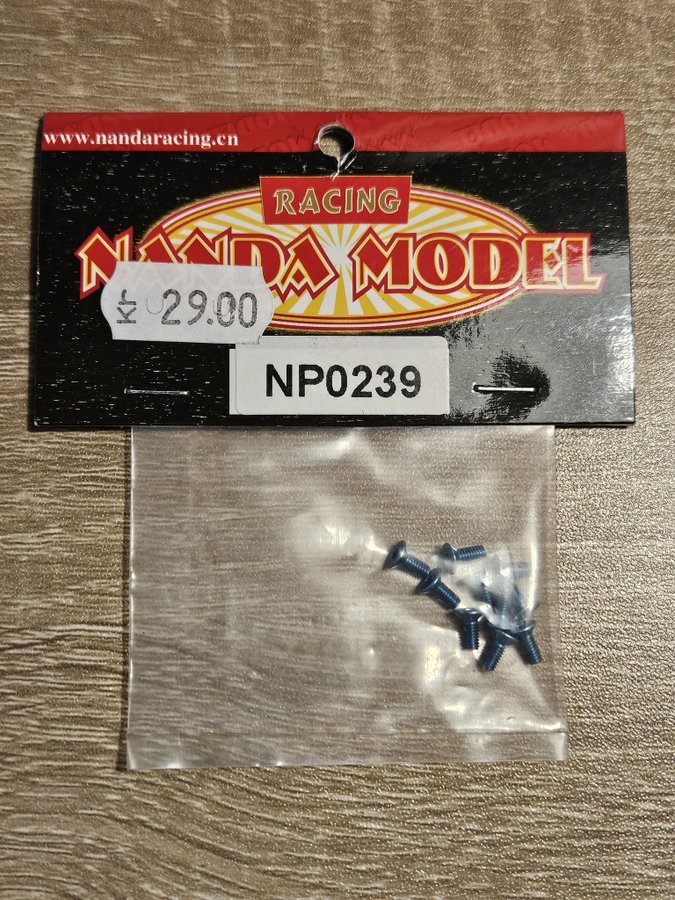 www.nandaracing.cn
RACING
NANDA MODEL
Kr 29.00
NP0239